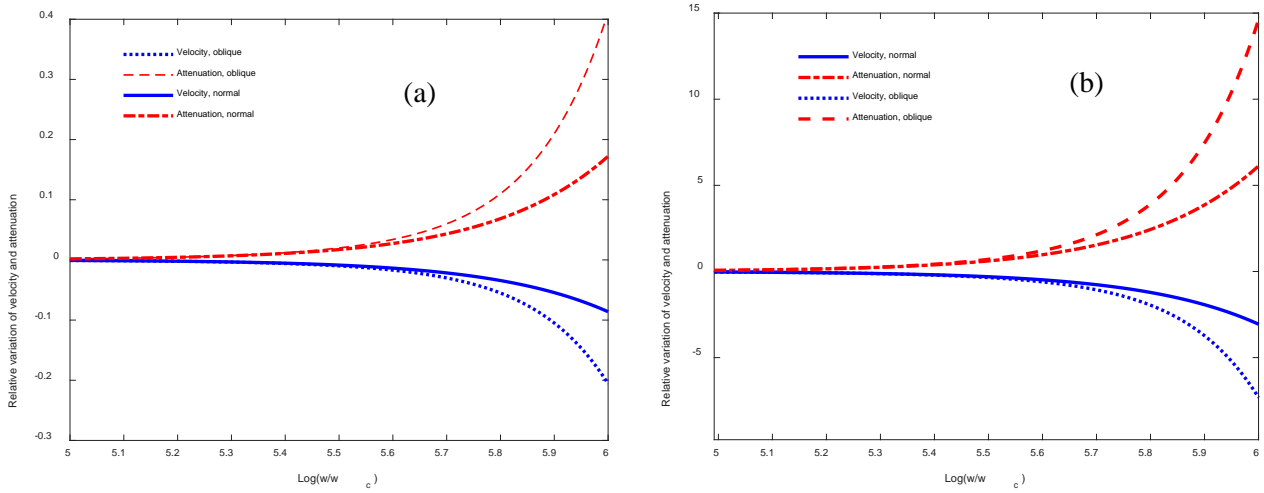 0.4
0.3
0.2
0.1
0
-0.1
-0.2
-0.3
Relative variation of velocity and attenuation
Velocity, oblique
Attenuation, oblique
Velocity, normal
Attenuation, normal
(a)
5 5.1 5.2 5.3 5.4 5.5 5.6 5.7 5.8 5.9 6
Log(w/w c )
15
10
5
0
-5
Relative variation of velocity and attenuation
Velocity, normal
Attenuation, normal
Velocity, oblique
Attenuation, oblique
(b)
5 5.1 5.2 5.3 5.4 5.5 5.6 5.7 5.8 5.9 6
Log(w/w c )